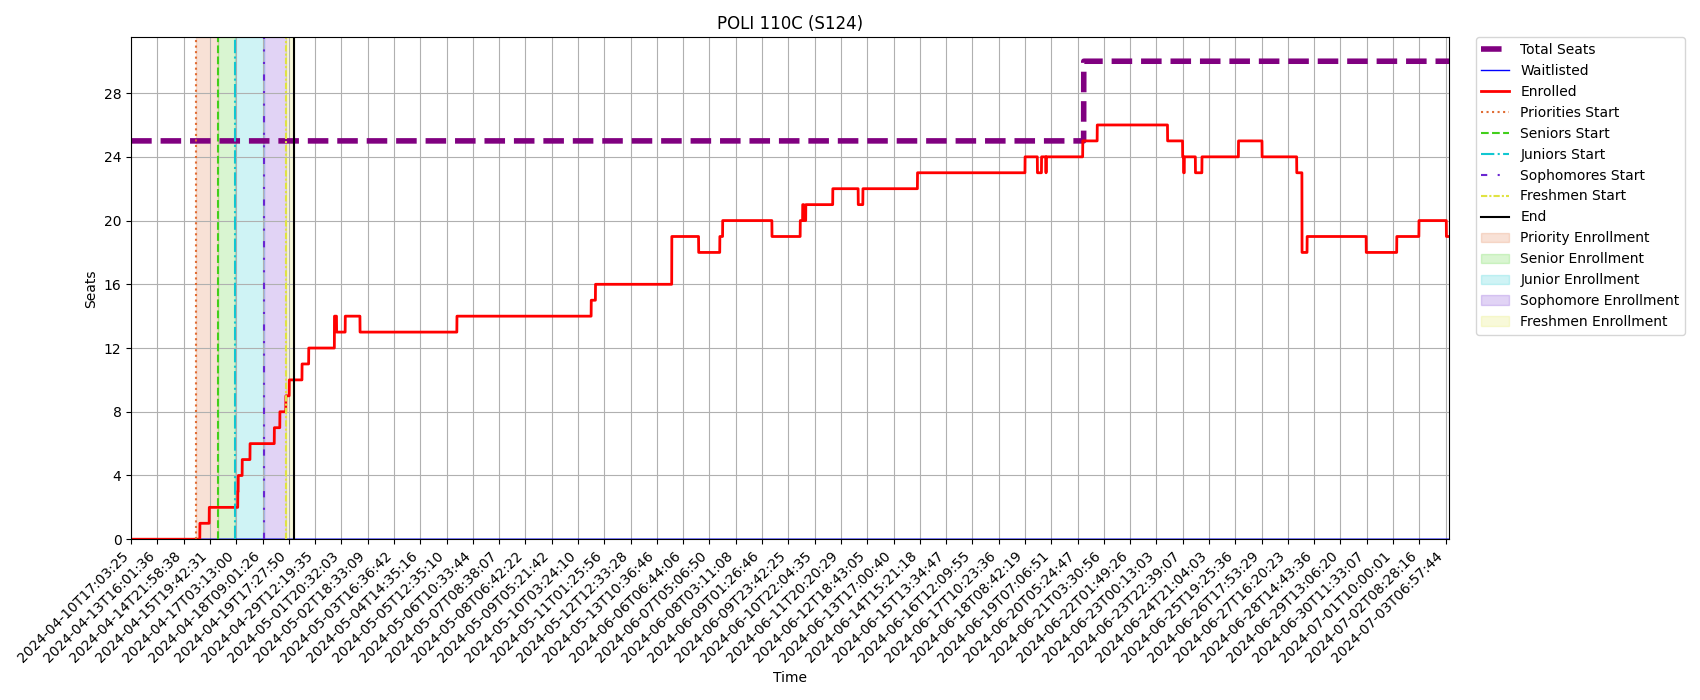 POLI 110C (S124)
Total Seats
Waitlisted
Enrolled
Priorities Start
Seniors Start
Juniors Start
Sophomores Start
Freshmen Start
End
Priority Enrollment
Senior Enrollment
Junior Enrollment
Sophomore Enrollment
Freshmen Enrollment
Seats
28
24
20
16
12
8
4
0
2024-04-10T17:03:25
2024-04-13T16:01:36
2024-04-14T21:58:38
2024-04-15T19:42:31
2024-04-17T03:13:00
2024-04-18T09:01:26
2024-04-19T17:27:50
2024-04-29T12:19:35
2024-05-01T20:32:03
2024-05-02T18:33:09
2024-05-03T16:36:42
2024-05-04T14:35:16
2024-05-05T12:35:10
2024-05-06T10:33:44
2024-05-07T08:38:07
2024-05-08T06:42:22
2024-05-09T05:21:42
2024-05-10T03:24:10
2024-05-11T01:25:56
2024-05-12T12:33:28
2024-05-13T10:36:46
2024-06-06T06:44:06
2024-06-07T05:06:50
2024-06-08T03:11:08
2024-06-09T01:26:46
2024-06-09T23:42:25
2024-06-10T22:04:35
2024-06-11T20:20:29
2024-06-12T18:43:05
2024-06-13T17:00:40
2024-06-14T15:21:18
2024-06-15T13:34:47
2024-06-16T12:09:55
2024-06-17T10:23:36
2024-06-18T08:42:19
2024-06-19T07:06:51
2024-06-20T05:24:47
2024-06-21T03:30:56
2024-06-22T01:49:26
2024-06-23T00:13:03
2024-06-23T22:39:07
2024-06-24T21:04:03
2024-06-25T19:25:36
2024-06-26T17:53:29
2024-06-27T16:20:23
2024-06-28T14:43:36
2024-06-29T13:06:20
2024-06-30T11:33:07
2024-07-01T10:00:01
2024-07-02T08:28:16
2024-07-03T06:57:44
Time